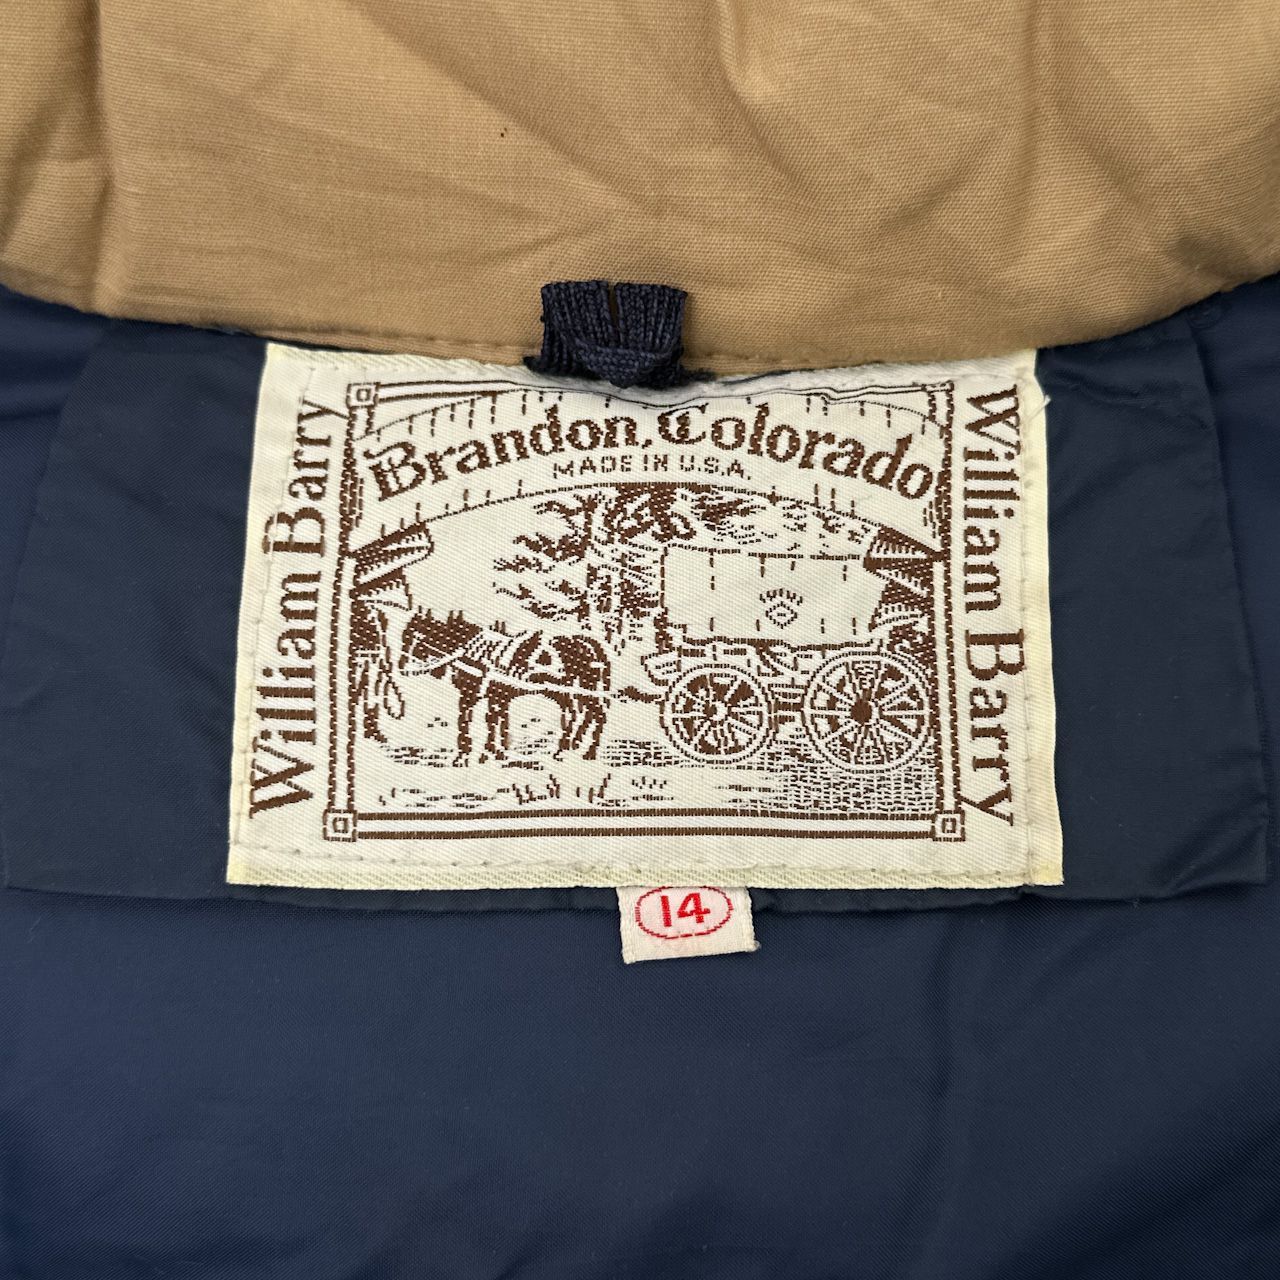 William Barry
Brandon, Colorado
MADE IN U.S.A.
William Barry
14